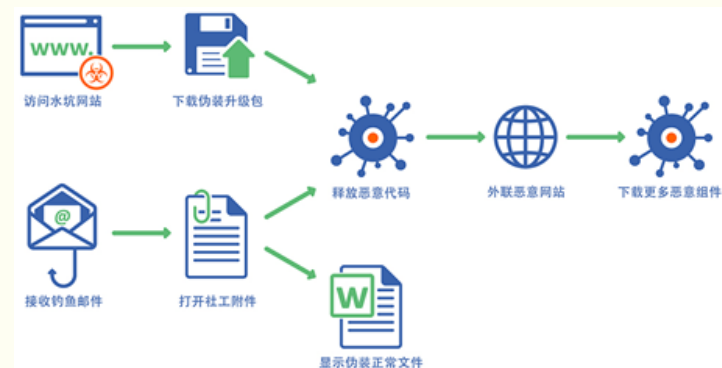 www.
访问水坑网站
下载伪装升级包
释放恶意代码
外联恶意网站
下载更多恶意组件
@
接收钓鱼邮件
打开社工附件
W
显示伪装正常文件